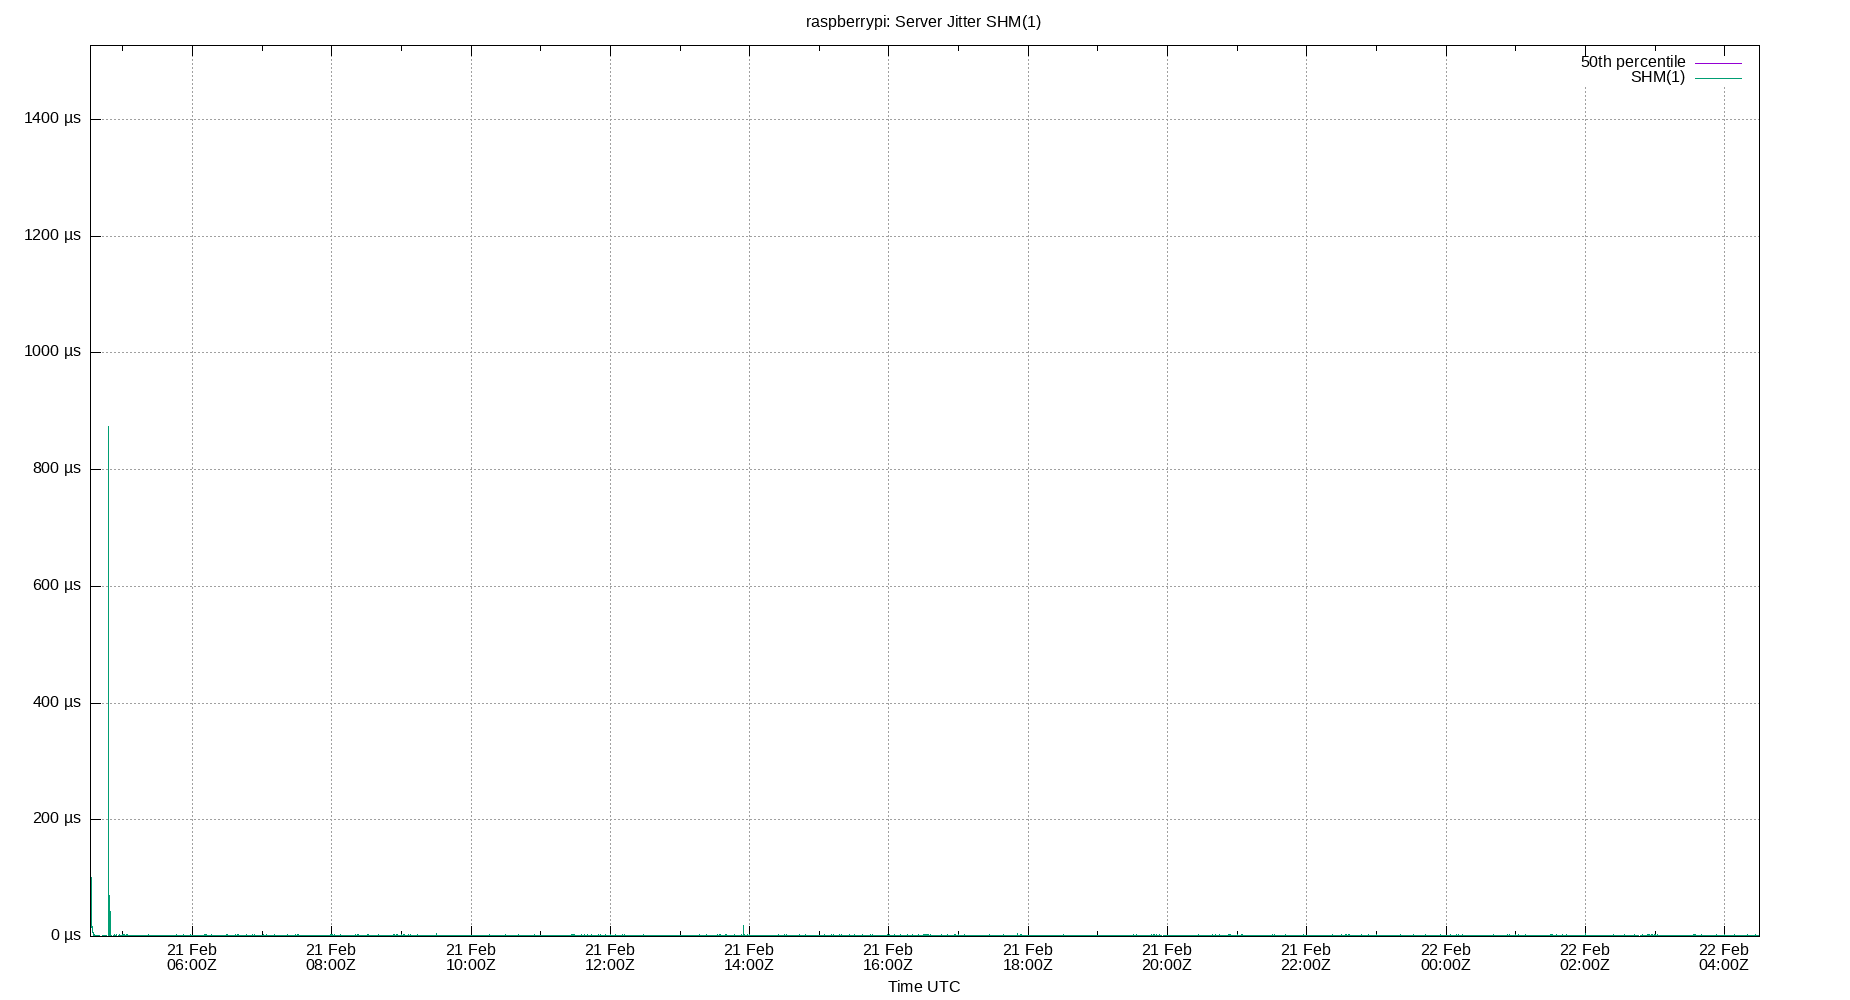 raspberrypi: Server Jitter SHM(1)
50th percentile
SHM(1)
1400 µs
1200 µs
1000 µs
800 µs
600 µs
400 µs
200 µs
0 µs
21 Feb 21 Feb 21 Feb 21 Feb 21 Feb 21 Feb 21 Feb 21 Feb 21 Feb 22 Feb 22 Feb 22 Feb
06:00Z 08:00Z 10:00Z 12:00Z 14:00Z 16:00Z 18:00Z 20:00Z 22:00Z 00:00Z 02:00Z 04:00Z
Time UTC